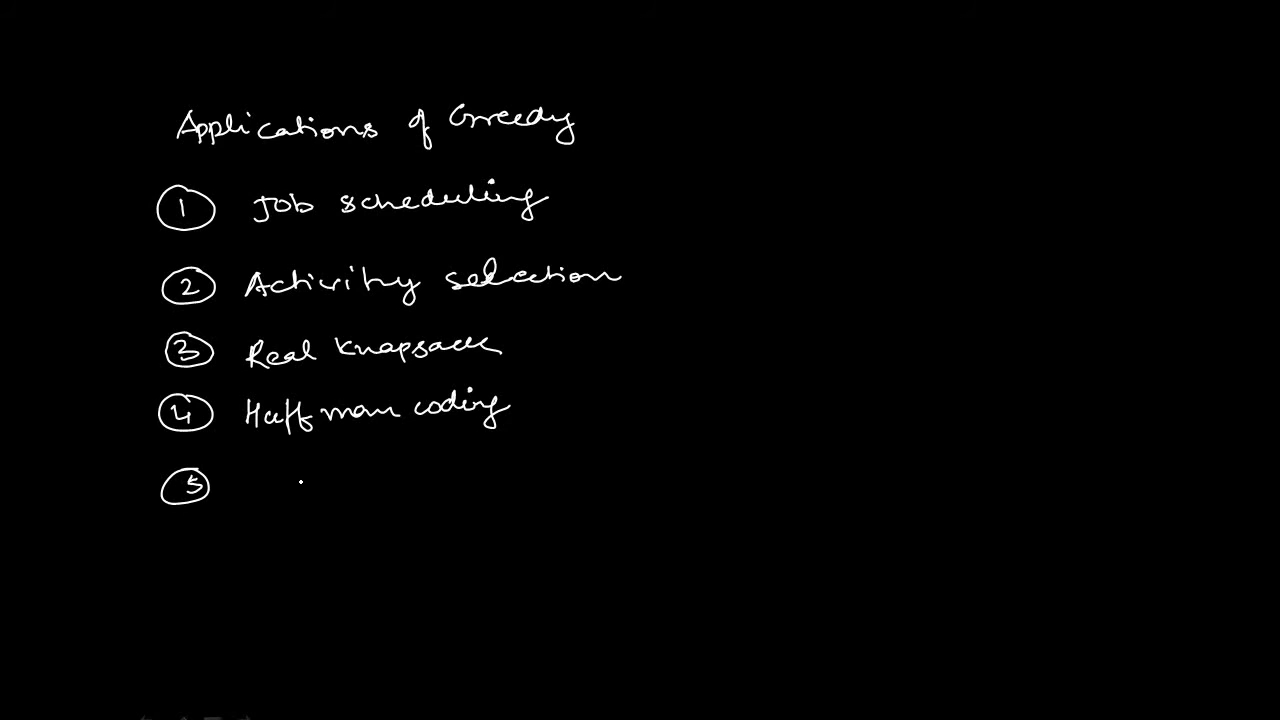 Applications of Greedy
1 Job scheduling
2 Activity selection
3 Real Knapsack
4 Huffman coding
5